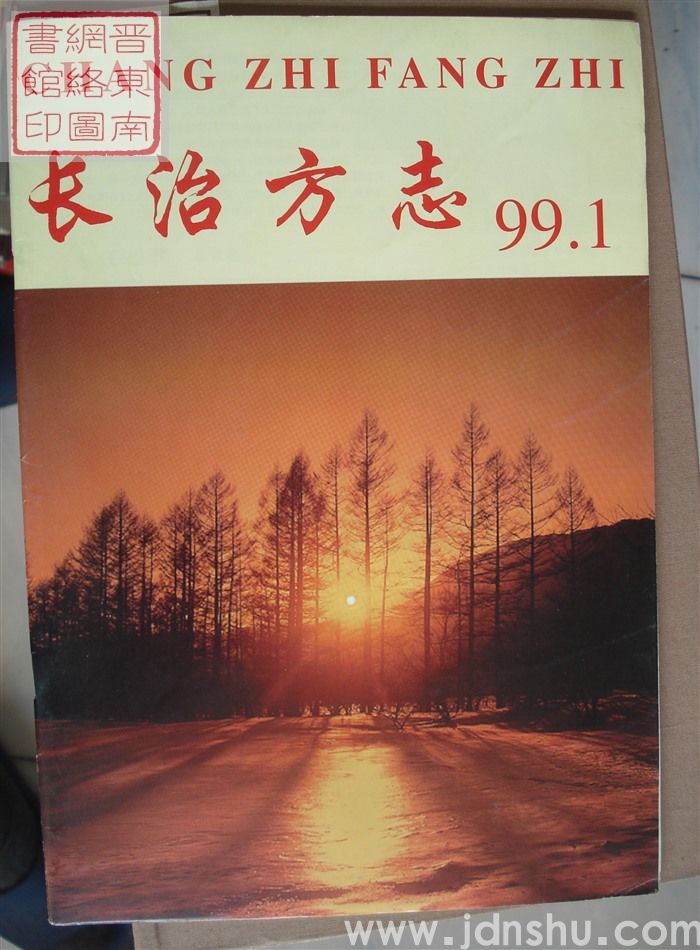 晋東南
網絡圖
書館印
CHANG ZHI FANG ZHI
长治方志 99.1
www.jdnshu.com